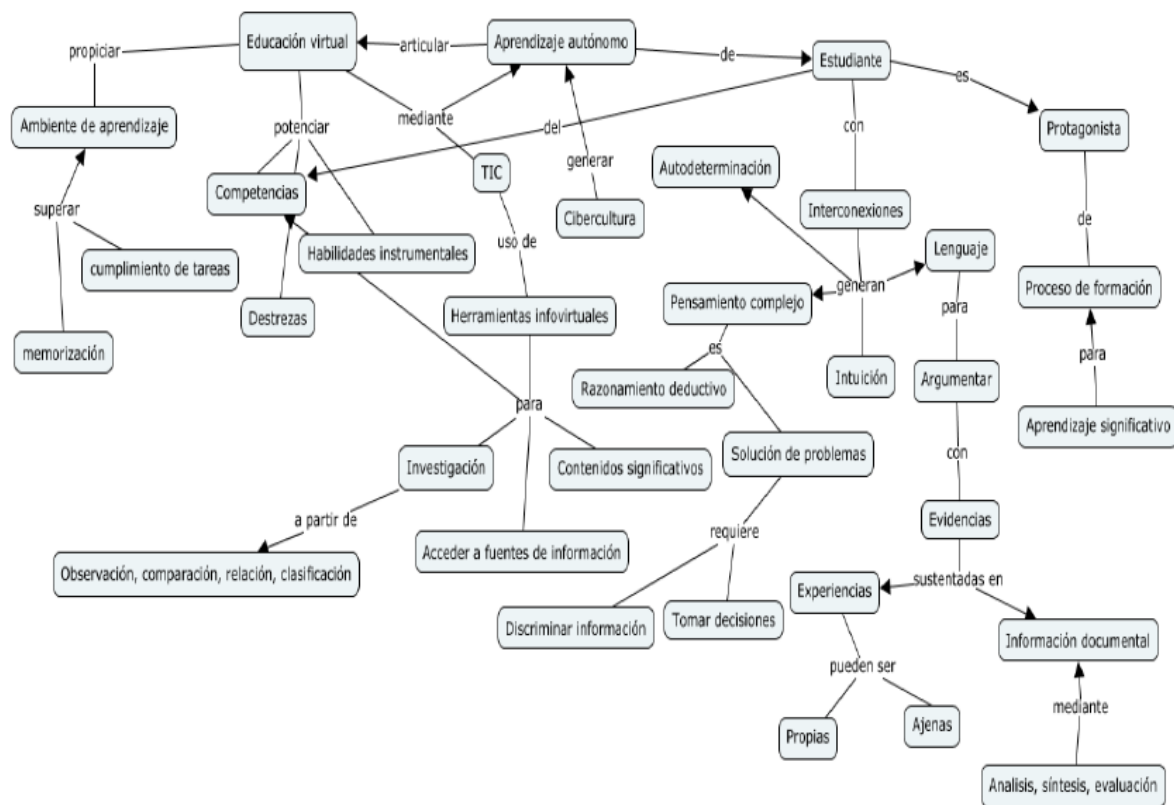 propiciar
Educación virtual
articular
Aprendizaje autónomo
de
Estudiante
es
Ambiente de aprendizaje
potenciar
mediante
del
con
Protagonista
generar
Autodeterminación
TIC
Competencias
superar
Cibercultura
Interconexiones
de
uso de
Habilidades instrumentales
Lenguaje
cumplimiento de tareas
generan
Proceso de formación
Pensamiento complejo
para
Destrezas
Herramientas infovirtuales
memorización
es
para
Intuición
Argumentar
Razonamiento deductivo
para
Aprendizaje significativo
Solución de problemas
con
Investigación
Contenidos significativos
a partir de
Evidencias
requiere
Acceder a fuentes de información
Observación, comparación, relación, clasificación
sustentadas en
Experiencias
Tomar decisiones
Discriminar información
Información documental
pueden ser
mediante
Propias
Ajenas
Analisis, síntesis, evaluación